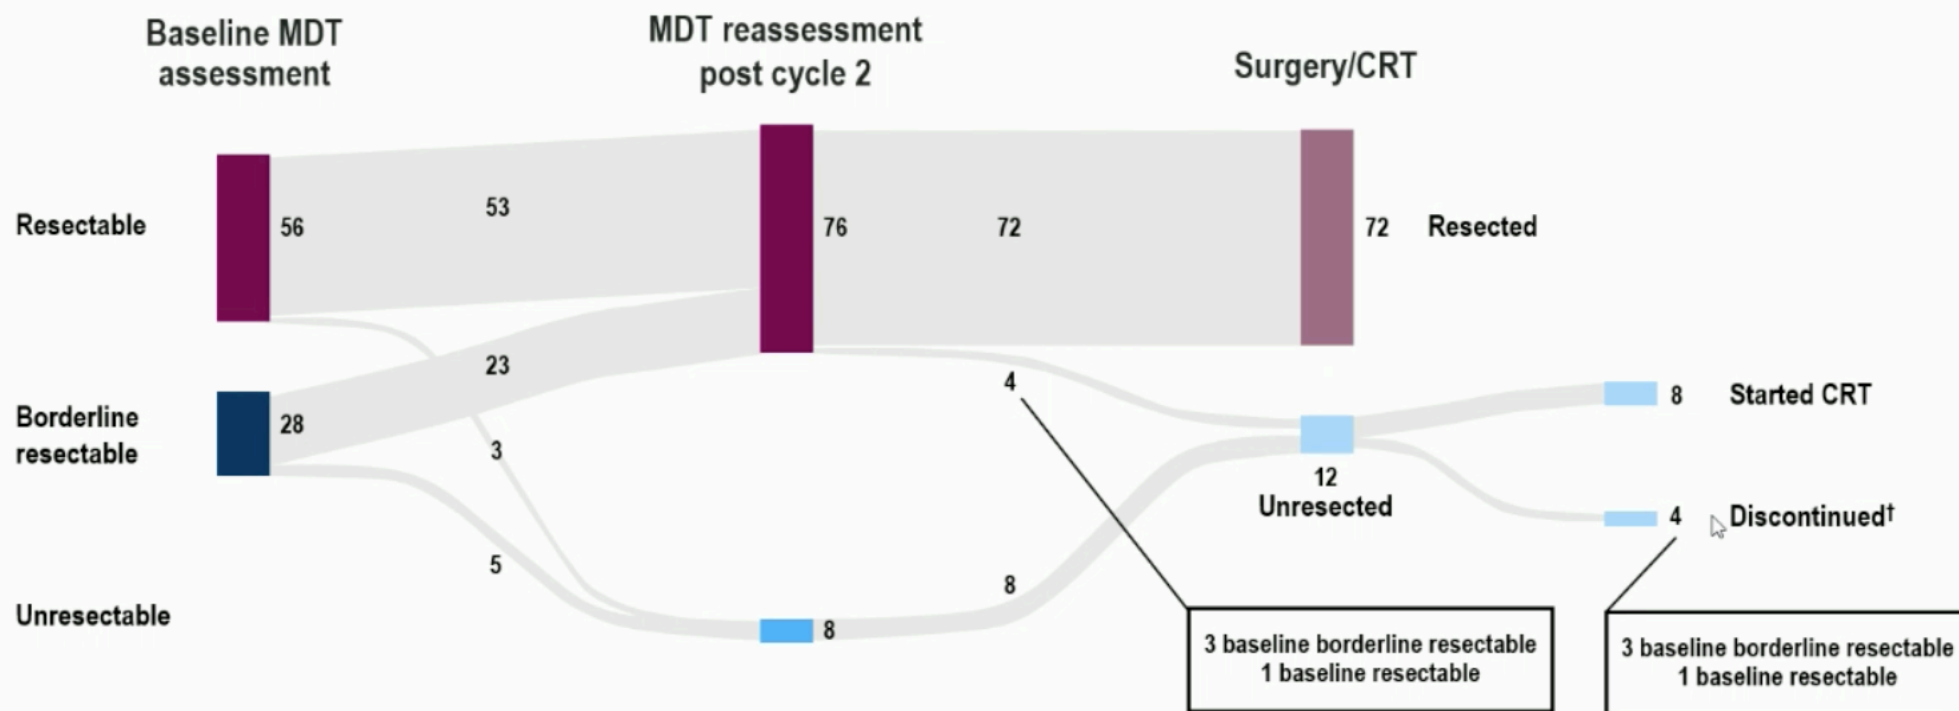 Baseline MDT
assessment
MDT reassessment
post cycle 2
Surgery/CRT
Resectable
56
53
76
72
72
Resected
Borderline
resectable
28
23
3
5
4
12
Unresected
8
Started CRT
4
Discontinued†
Unresectable
8
8
3 baseline borderline resectable
1 baseline resectable
3 baseline borderline resectable
1 baseline resectable